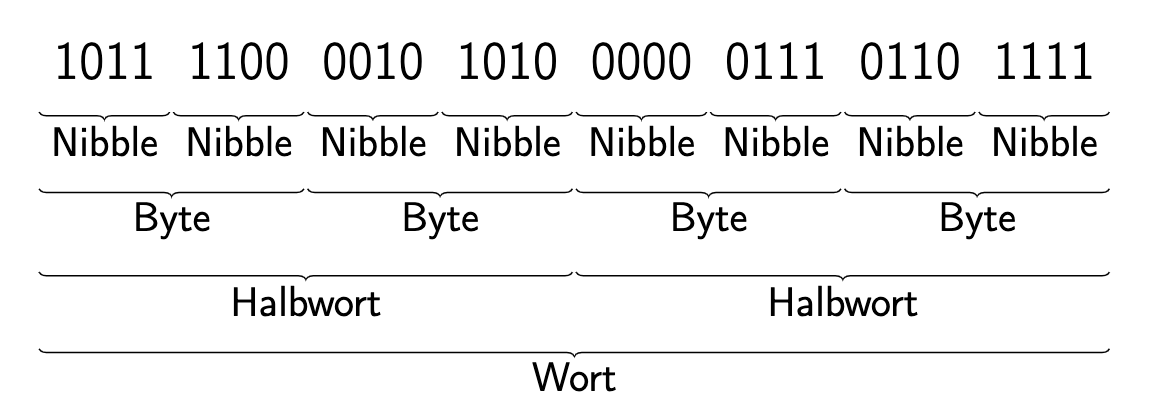 1011 1100 0010 1010 0000 0111 0110 1111
Nibble Nibble Nibble Nibble Nibble Nibble Nibble Nibble
Byte Byte Byte Byte
Halbwort Halbwort
Wort